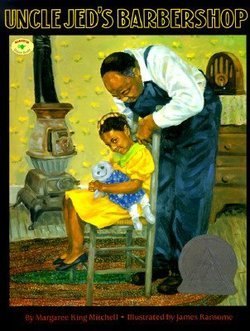 UNCLE JED'S BARBERSHOP
By Margaree King Mitchell • Illustrated by James Ransome